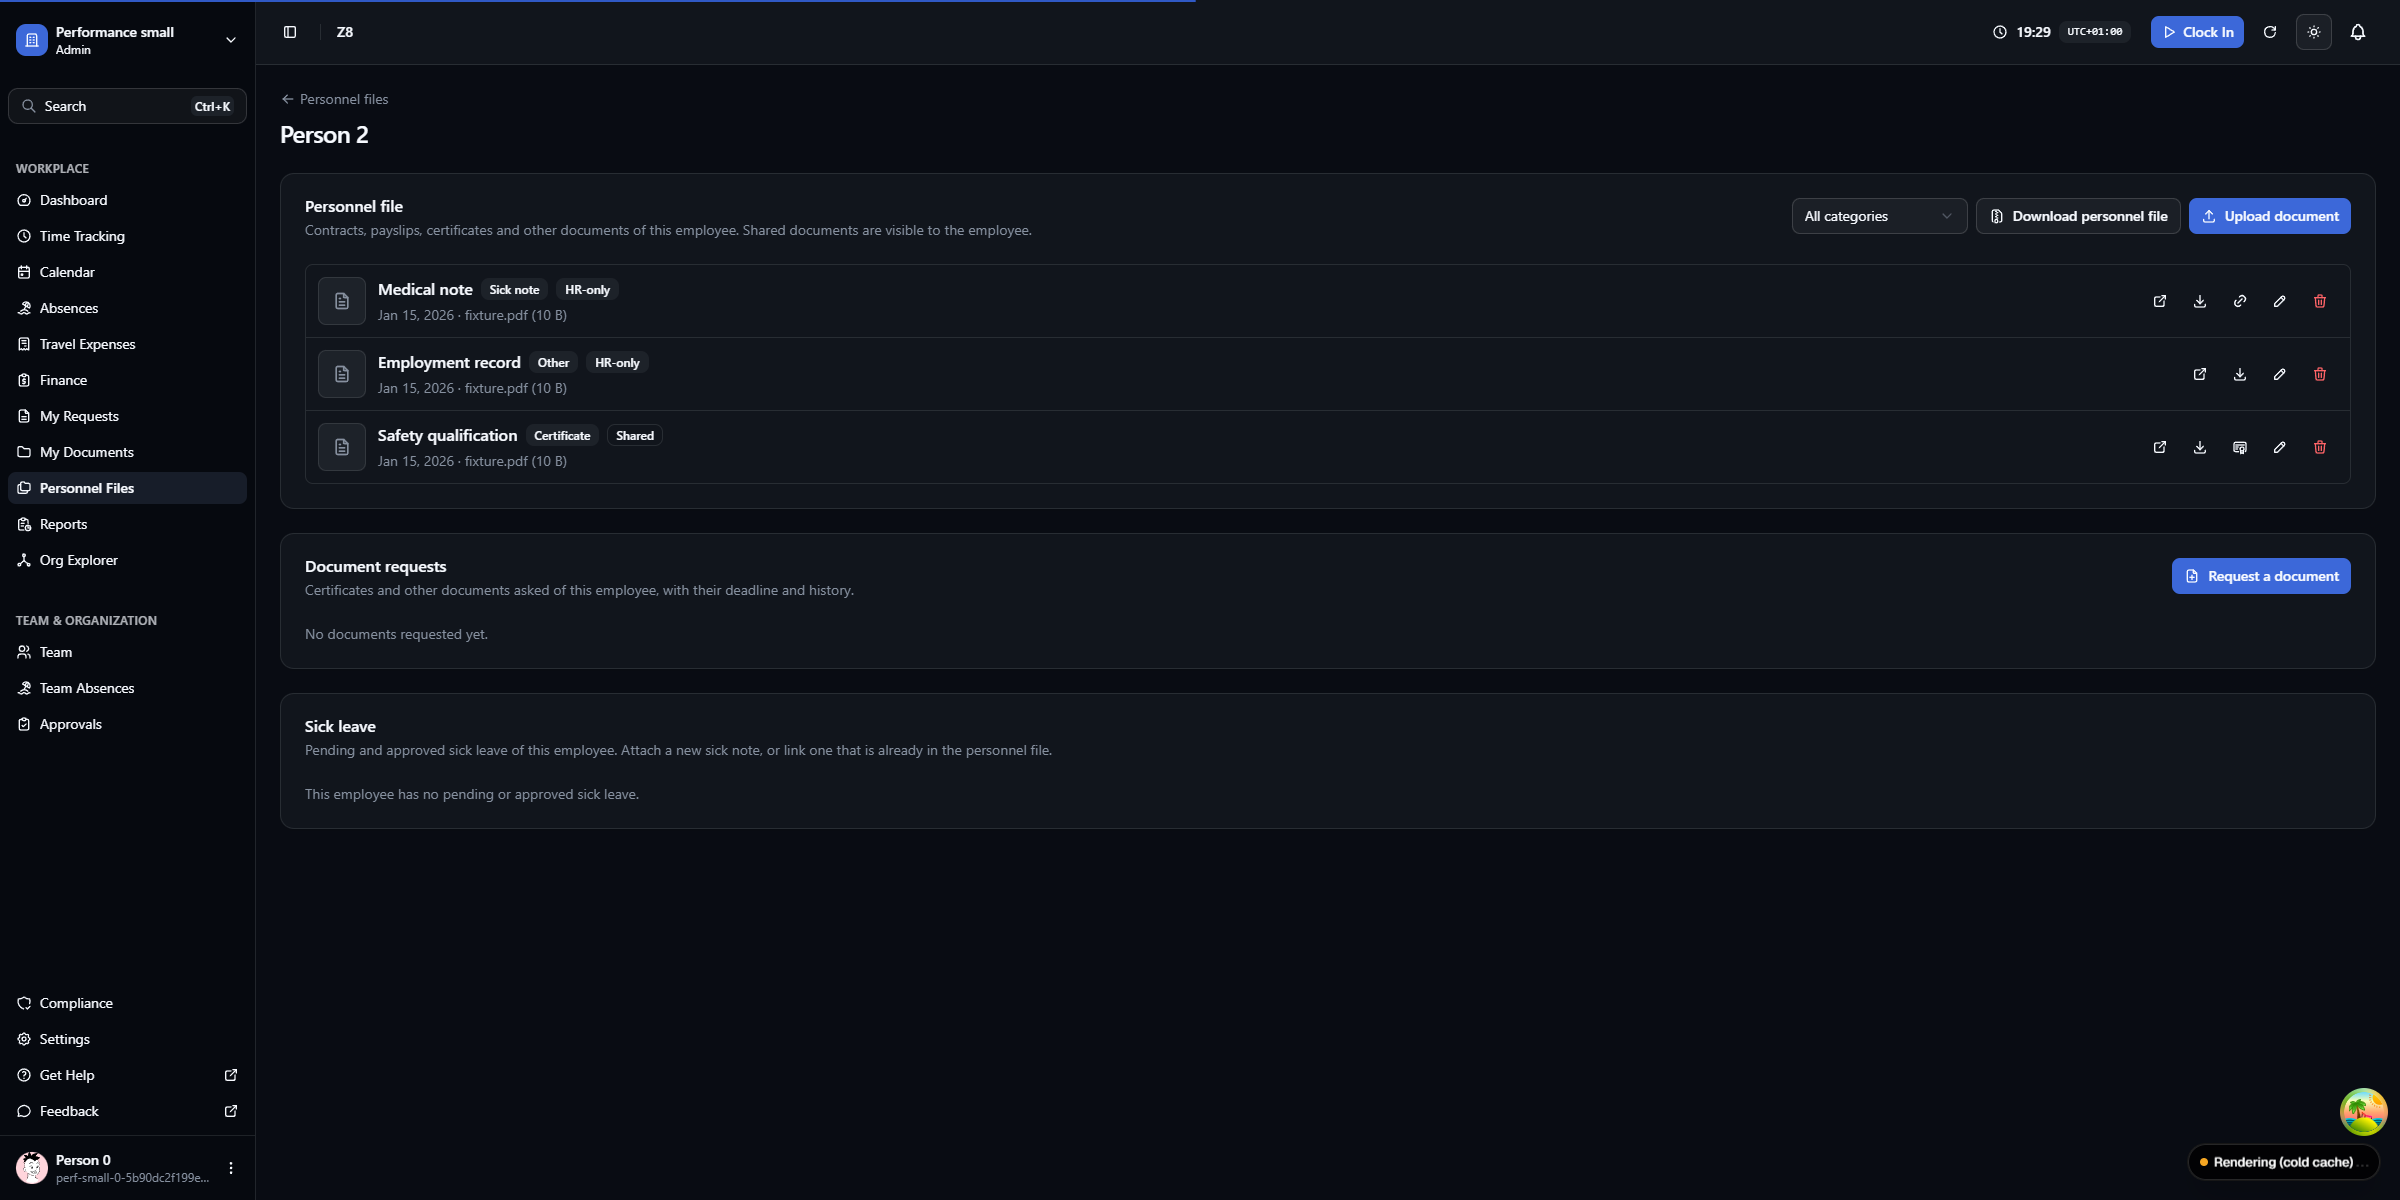 Performance small
Admin
Z8
19:29
UTC+01:00
Clock In
Search
Ctrl+K
WORKPLACE
Dashboard
Time Tracking
Calendar
Absences
Travel Expenses
Finance
My Requests
My Documents
Personnel Files
Reports
Org Explorer
TEAM & ORGANIZATION
Team
Team Absences
Approvals
Compliance
Settings
Get Help
Feedback
Person 0
perf-small-0-5b90dc2f199e...
Personnel files
Person 2
Personnel file
Contracts, payslips, certificates and other documents of this employee. Shared documents are visible to the employee.
All categories
Download personnel file
Upload document
Medical note
Sick note
HR-only
Jan 15, 2026 · fixture.pdf (10 B)
Employment record
Other
HR-only
Jan 15, 2026 · fixture.pdf (10 B)
Safety qualification
Certificate
Shared
Jan 15, 2026 · fixture.pdf (10 B)
Document requests
Certificates and other documents asked of this employee, with their deadline and history.
Request a document
No documents requested yet.
Sick leave
Pending and approved sick leave of this employee. Attach a new sick note, or link one that is already in the personnel file.
This employee has no pending or approved sick leave.
Rendering (cold cache)...